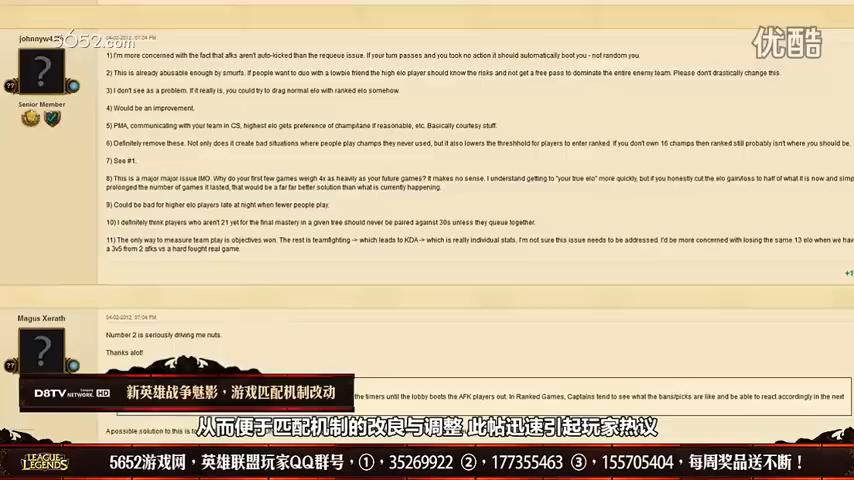 johnnyw4
04-02-2012, 07:04 PM
5652.com
优酷
??
Senior Member
1) I'm more concerned with the fact that afks aren't auto-kicked than the requeue issue. If your turn passes and you took no action it should automatically boot you - not random you.
2) This is already abusable enough by smurfs. If people want to duo with a lowbie friend the high elo player should know the risks and not get a free pass to dominate the entire enemy team. Please don't drastically change this.
3) I don't see as a problem. If it really is, you could try to drag normal elo with ranked elo somehow.
4) Would be an improvement.
5) PMA, communicating with your team in CS, highest elo gets preference of champ/lane if reasonable, etc. Basically courtesy stuff.
6) Definitely remove these. Not only does it create bad situations where people play champs they never used, but it also lowers the threshhold for players to enter ranked. If you don't own 16 champs then ranked still probably isn't where you should be.
7) See #1.
8) This is a major major issue IMO. Why do your first few games weigh 4x as heavily as your future games? It makes no sense. I understand getting to "your true elo" more quickly, but if you honestly cut the elo gain/loss to half of what it is now and simp
prolonged the number of games it lasted, that would be a far far better solution than what is currently happening.
9) Could be bad for higher elo players late at night when fewer people play.
10) I definitely think players who aren't 21 yet for the final mastery in a given tree should never be paired against 30s unless they queue together.
11) The only way to measure team play is objectives won. The rest is teamfighting -> which leads to KDA -> which is really individual stats. I'm not sure this issue needs to be addressed. I'd be more concerned with losing the same 13 elo when we hav
a 3v5 from 2 afks vs a hard fought real game.
+1
Magus Xerath
04-02-2012, 07:04 PM
Number 2 is seriously driving me nuts.
Thanks alot!
??
D8TV NETWORK HD
新英雄战争魅影，游戏匹配机制改动
the timers until the lobby boots the AFK players out. In Ranked Games, Captains tend to see what the bans/picks are like and be able to react accordingly in the next
A possible solution to this is to
从而便于匹配机制的改良与调整 此帖迅速引起玩家热议
LEAGUE of LEGENDS
5652游戏网，英雄联盟玩家QQ群号，①，35269922 ②，177355463 ③，155705404，每周奖品送不断！